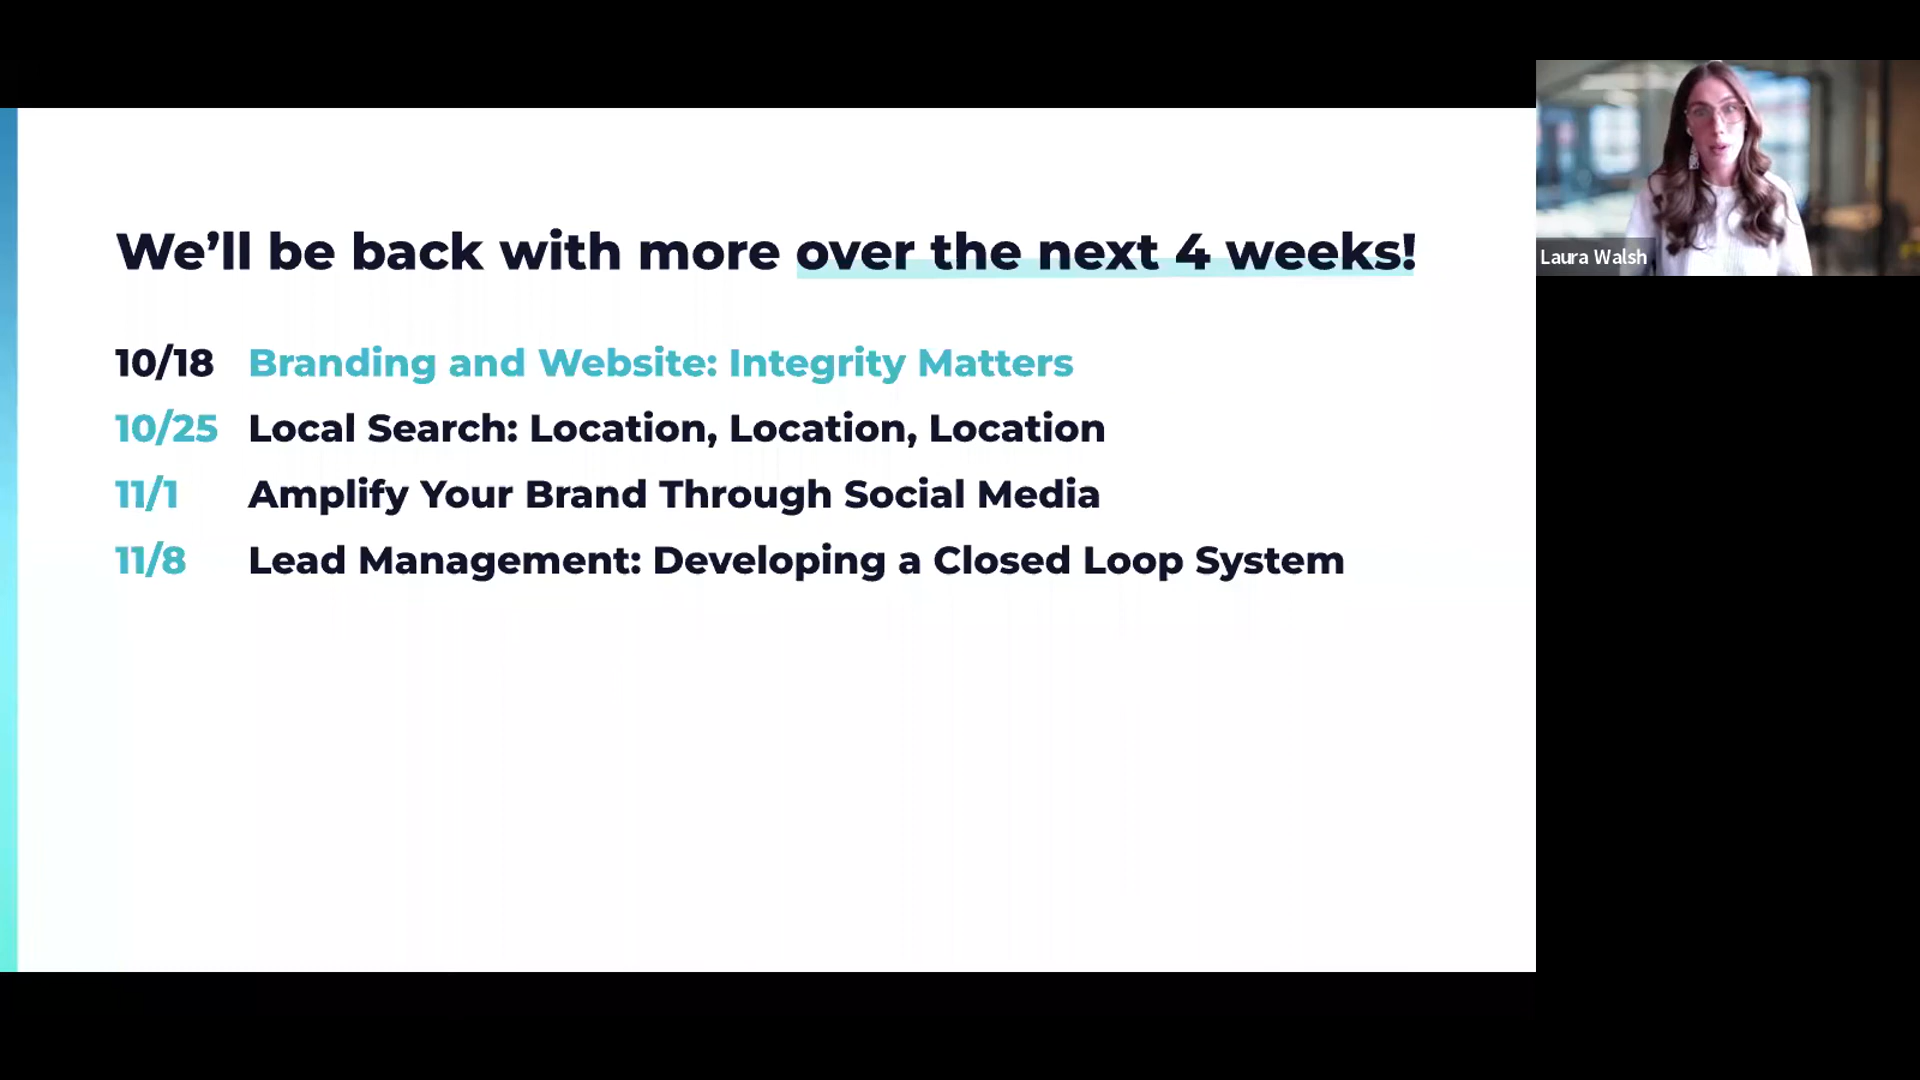 We’ll be back with more over the next 4 weeks!
10/18 Branding and Website: Integrity Matters
10/25 Local Search: Location, Location, Location
11/1 Amplify Your Brand Through Social Media
11/8 Lead Management: Developing a Closed Loop System
Laura Walsh